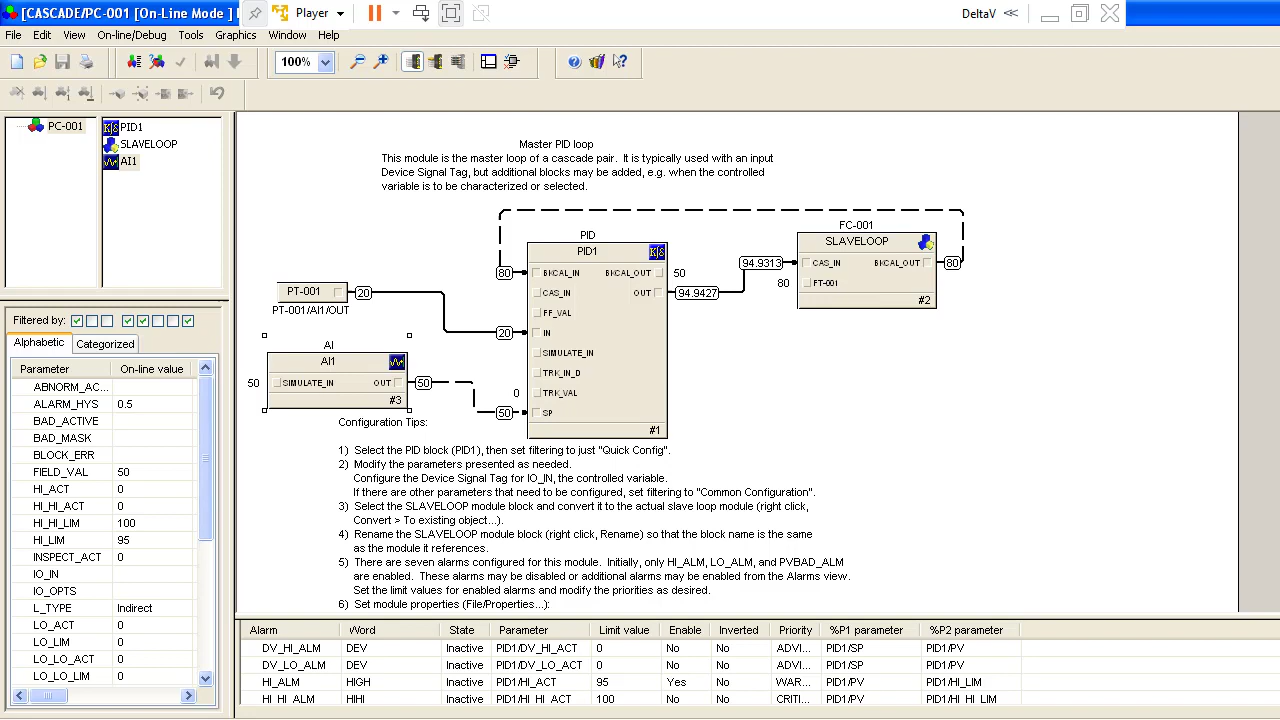 [CASCADE/PC-001 [On-Line Mode ]
Player
DeltaV
File Edit View On-line/Debug Tools Graphics Window Help
100%
PC-001
PID1
SLAVELOOP
AI1
Filtered by:
Alphabetic Categorized
Parameter On-line value
ABNORM_AC...
ALARM_HYS 0.5
BAD_ACTIVE
BAD_MASK
BLOCK_ERR
FIELD_VAL 50
HI_ACT 0
HI_HI_ACT 0
HI_HI_LIM 100
HI_LIM 95
INSPECT_ACT 0
IO_IN
IO_OPTS
L_TYPE Indirect
LO_ACT 0
LO_LIM 0
LO_LO_ACT 0
LO_LO_LIM 0
Master PID loop
This module is the master loop of a cascade pair. It is typically used with an input
Device Signal Tag, but additional blocks may be added, e.g. when the controlled
variable is to be characterized or selected.
FC-001
SLAVELOOP
94.9313 CAS_IN BKCAL_OUT 80
80 FT-001
#2
PID
PID1
80 BKCAL_IN BKCAL_OUT 50
CAS_IN OUT 94.9427
FF_VAL
20 IN
SIMULATE_IN
TRK_IN_D
0 TRK_VAL
50 SP
#1
PT-001 20
PT-001/AI1/OUT
AI
AI1
50 SIMULATE_IN OUT 50
#3
Configuration Tips:
1) Select the PID block (PID1), then set filtering to just "Quick Config".
2) Modify the parameters presented as needed.
Configure the Device Signal Tag for IO_IN, the controlled variable.
If there are other parameters that need to be configured, set filtering to "Common Configuration".
3) Select the SLAVELOOP module block and convert it to the actual slave loop module (right click,
Convert > To existing object...).
4) Rename the SLAVELOOP module block (right click, Rename) so that the block name is the same
as the module it references.
5) There are seven alarms configured for this module. Initially, only HI_ALM, LO_ALM, and PVBAD_ALM
are enabled. These alarms may be disabled or additional alarms may be enabled from the Alarms view.
Set the limit values for enabled alarms and modify the priorities as desired.
6) Set module properties (File/Properties...):
Alarm Word State Parameter Limit value Enable Inverted Priority %P1 parameter %P2 parameter
DV_HI_ALM DEV Inactive PID1/DV_HI_ACT 0 No No ADVI... PID1/SP PID1/PV
DV_LO_ALM DEV Inactive PID1/DV_LO_ACT 0 No No ADVI... PID1/SP PID1/PV
HI_ALM HIGH Inactive PID1/HI_ACT 95 Yes No WAR... PID1/PV PID1/HI_LIM
HI_HI_ALM HIHI Inactive PID1/HI_HI_ACT 100 No No CRITI... PID1/PV PID1/HI_HI_LIM